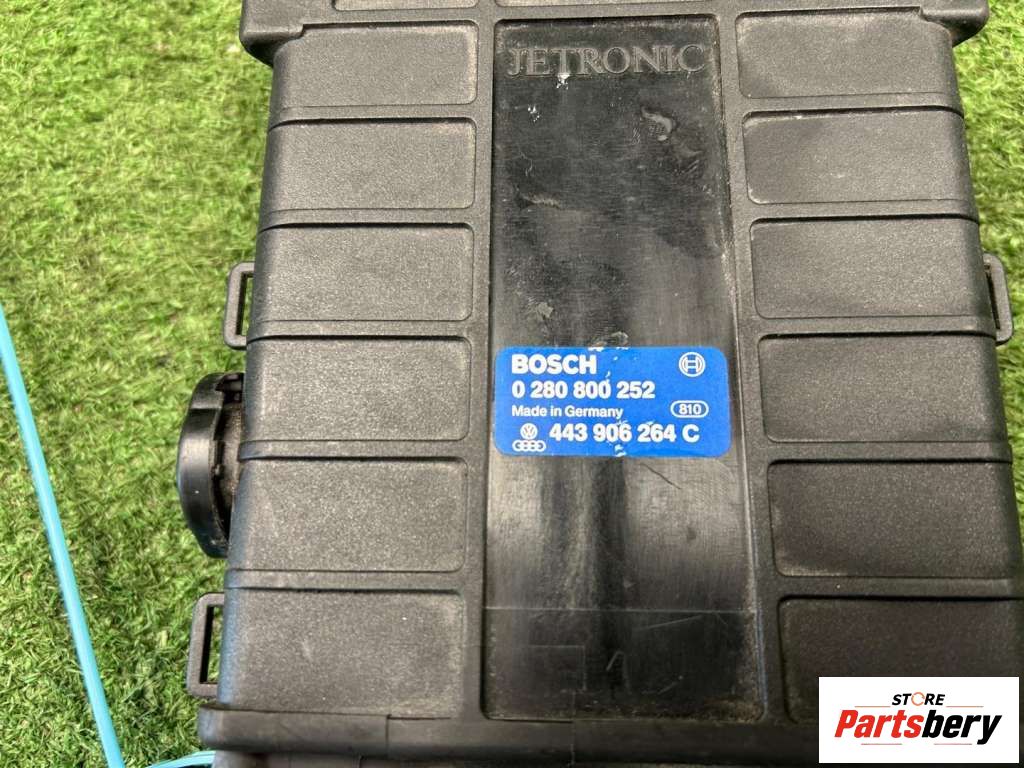 JETRONIC
BOSCH
0 280 800 252
Made in Germany 810
443 906 264 C
STORE
Partsbery